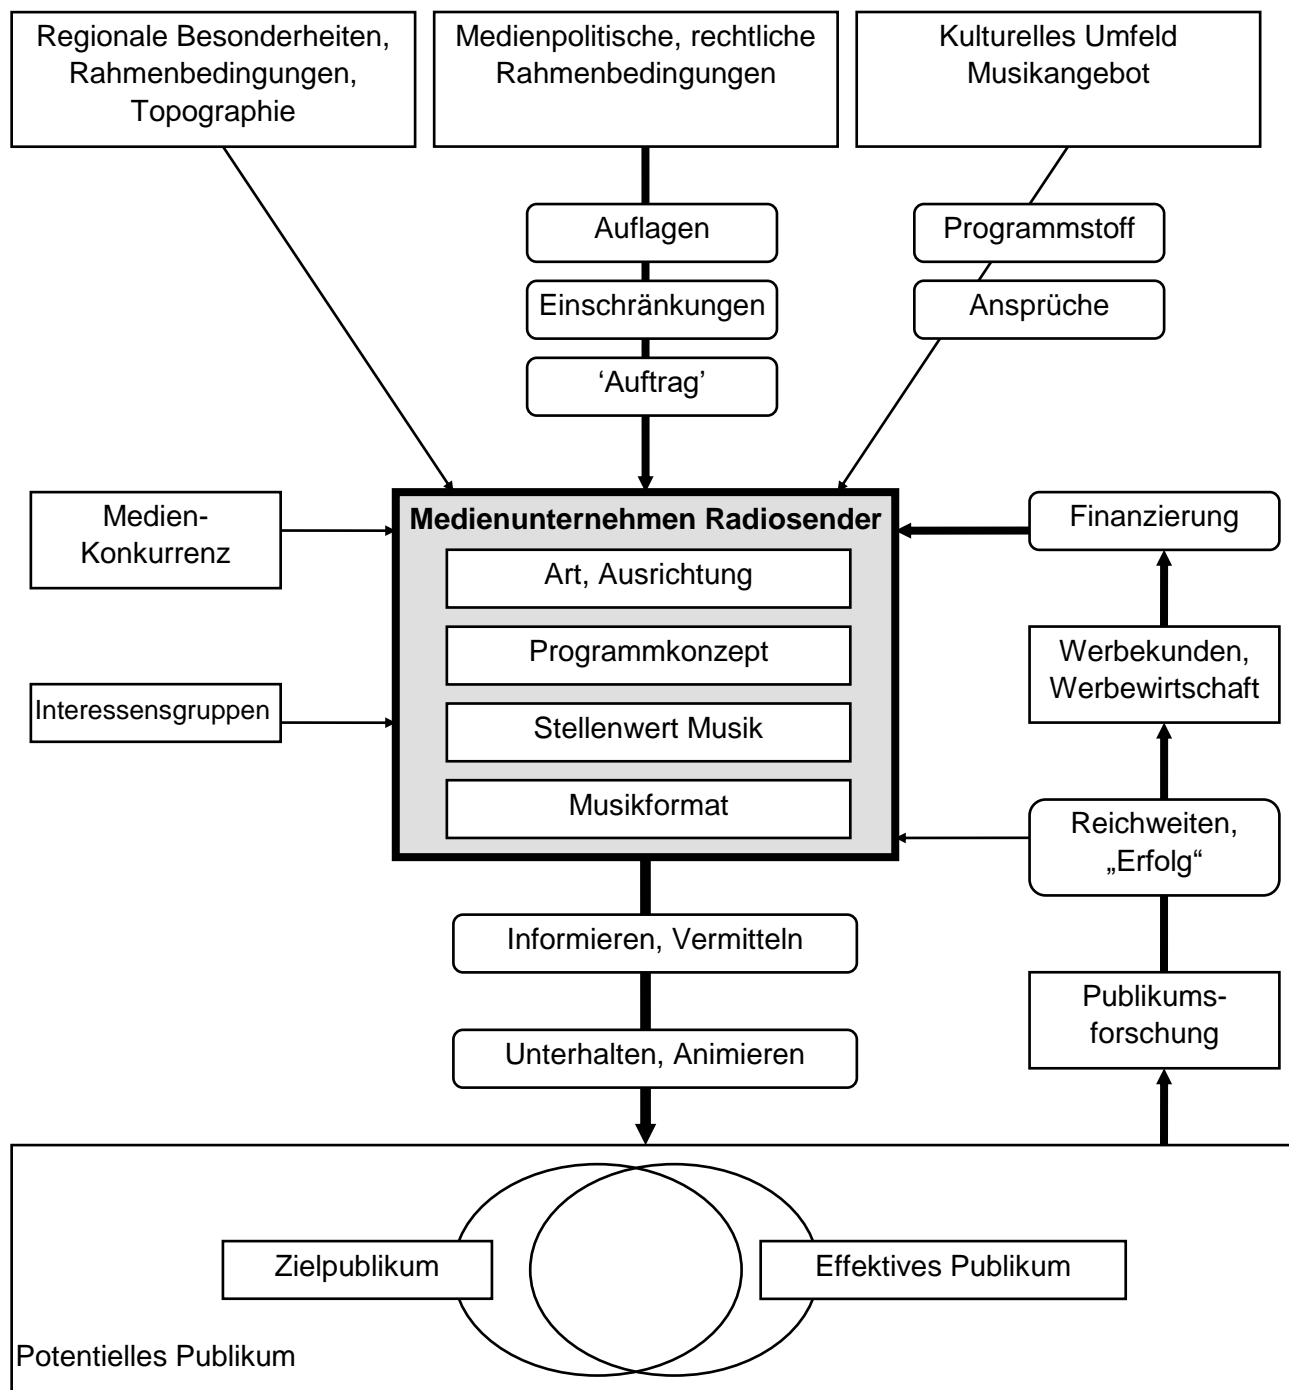 Regionale Besonderheiten,
Rahmenbedingungen,
Topographie
Medienpolitische, rechtliche
Rahmenbedingungen
Kulturelles Umfeld
Musikangebot
Auflagen
Programmstoff
Einschränkungen
Ansprüche
‘Auftrag’
Medien-
Konkurrenz
Medienunternehmen Radiosender
Finanzierung
Art, Ausrichtung
Programmkonzept
Werbekunden,
Werbewirtschaft
Interessensgruppen
Stellenwert Musik
Musikformat
Reichweiten,
„Erfolg“
Informieren, Vermitteln
Publikums-
forschung
Unterhalten, Animieren
Zielpublikum
Effektives Publikum
Potentielles Publikum